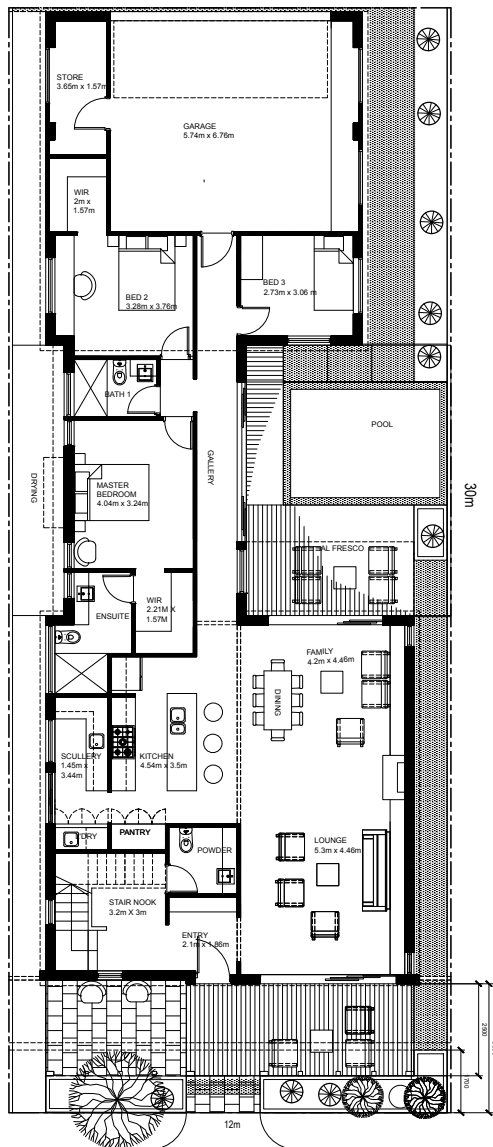 STORE
3.65m x 1.57m
GARAGE
5.74m x 6.76m
WIR
2m x
1.57m
BED 2
3.28m x 3.76m
BED 3
2.73m x 3.06 m
BATH 1
POOL
GALLERY
DRYING
MASTER
BEDROOM
4.04m x 3.24m
30m
AL FRESCO
WIR
2.21M X
1.57M
ENSUITE
FAMILY
4.2m x 4.46m
DINING
SCULLERY
1.45m x
3.44m
KITCHEN
4.54m x 3.5m
L'DRY
PANTRY
POWDER
LOUNGE
5.3m x 4.46m
STAIR NOOK
3.2m X 3m
ENTRY
2.1m x 1.86m
2500
12m